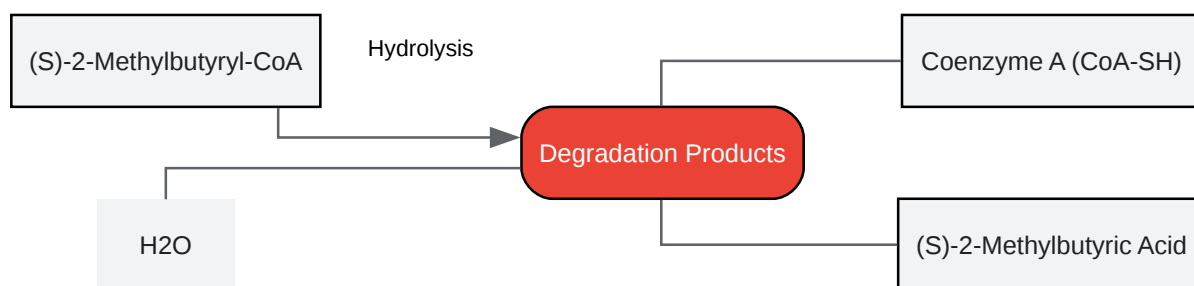 (S)-2-Methylbutyryl-CoA
Hydrolysis
Coenzyme A (CoA-SH)
Degradation Products
H2O
(S)-2-Methylbutyric Acid